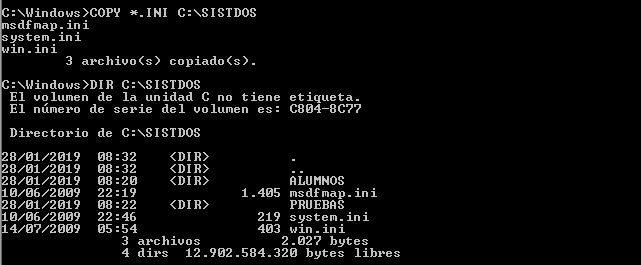 C:\Windows>COPY *.INI C:\SISTDOS
msdfmap.ini
system.ini
win.ini
        3 archivo(s) copiado(s).
C:\Windows>DIR C:\SISTDOS
 El volumen de la unidad C no tiene etiqueta.
 El número de serie del volumen es: C804-8C77
 Directorio de C:\SISTDOS
28/01/2019  08:32    <DIR>          .
28/01/2019  08:32    <DIR>          ..
28/01/2019  08:20    <DIR>          ALUMNOS
10/06/2009  22:19             1.405 msdfmap.ini
28/01/2019  08:22    <DIR>          PRUEBAS
10/06/2009  22:46               219 system.ini
14/07/2009  05:54               403 win.ini
               3 archivos          2.027 bytes
               4 dirs  12.902.584.320 bytes libres